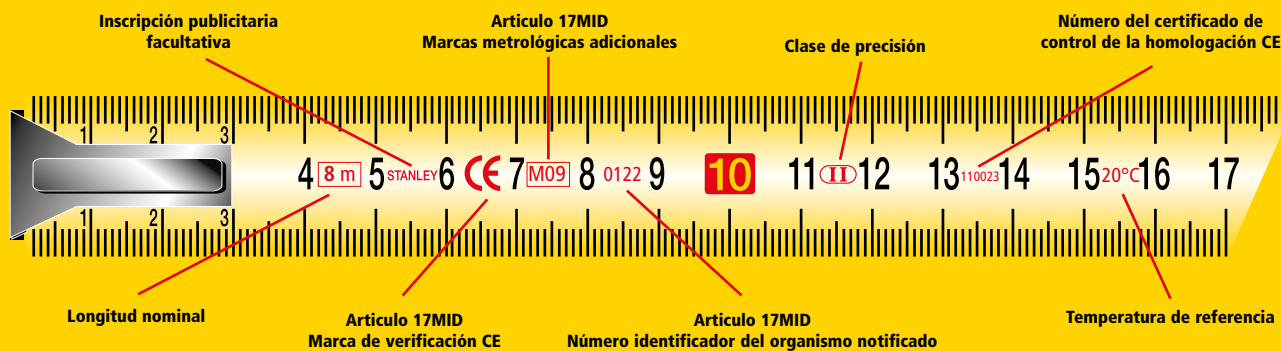 Inscripción publicitaria
facultativa
Articulo 17MID
Marcas metrológicas adicionales
Clase de precisión
Número del certificado de
control de la homologación CE
1 2 3
4 8 m 5 STANLEY 6 CE 7 M09 8 0122 9 10 11 II 12 13 110023 14 15 20°C 16 17
1 2 3
Longitud nominal
Articulo 17MID
Marca de verificación CE
Articulo 17MID
Número identificador del organismo notificado
Temperatura de referencia